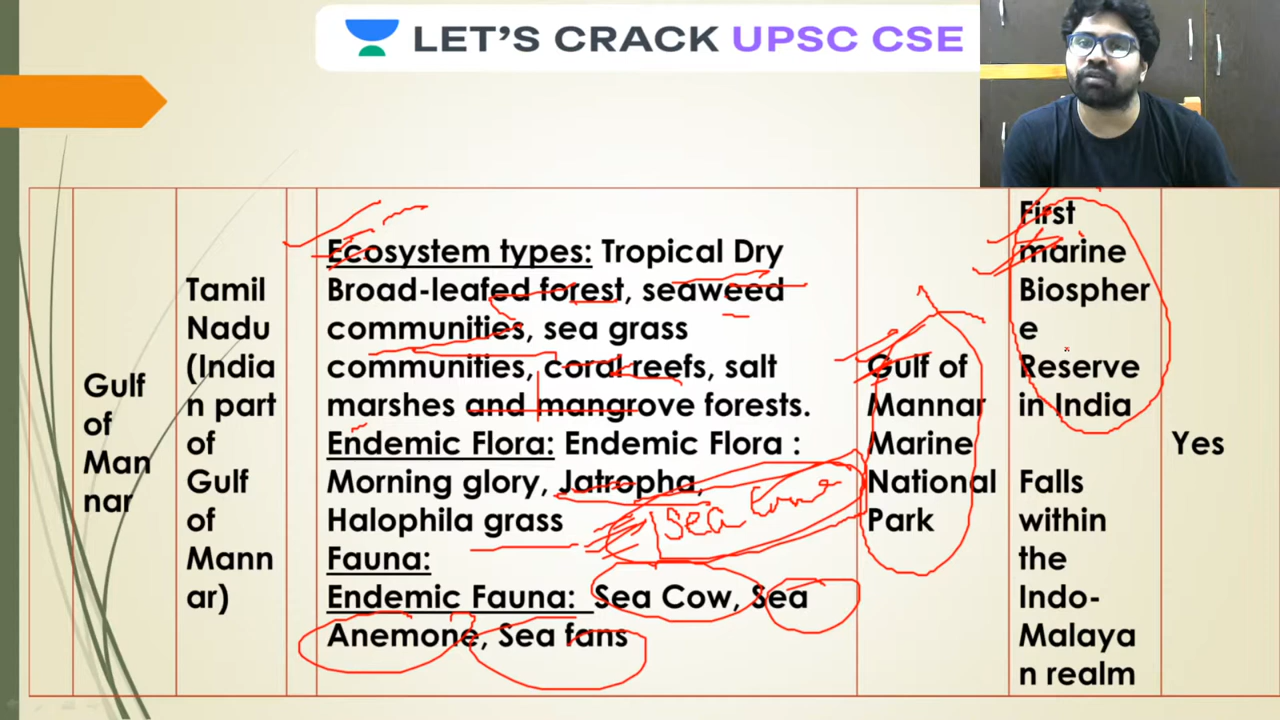 LET'S CRACK UPSC CSE
Gulf
of
Man
nar
Tamil
Nadu
(India
n part
of
Gulf
of
Mann
ar)
Ecosystem types: Tropical Dry
Broad-leafed forest, seaweed
communities, sea grass
communities, coral reefs, salt
marshes and mangrove forests.
Endemic Flora: Endemic Flora :
Morning glory, Jatropha,
Halophila grass
Sea
Fauna:
Endemic Fauna: Sea Cow, Sea
Anemone, Sea fans
Gulf of
Mannar
Marine
National
Park
First
marine
Biospher
e
Reserve
in India
Falls
within
the
Indo-
Malaya
n realm
Yes